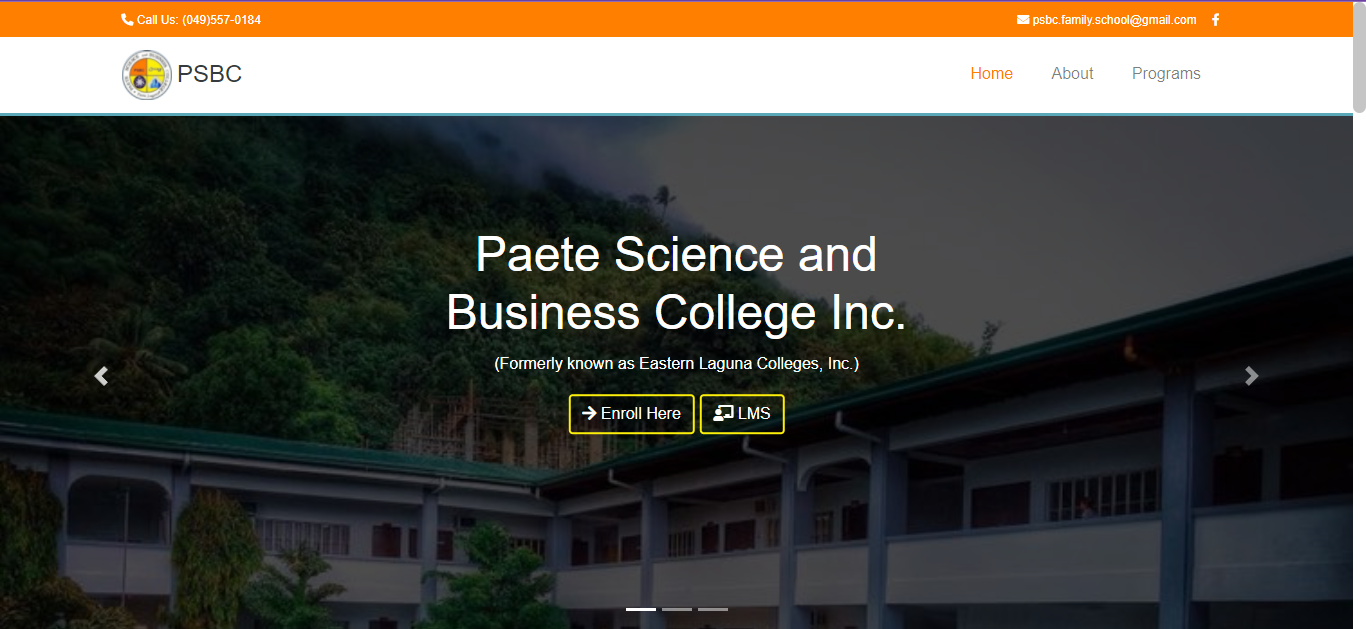 Call Us: (049)557-0184
psbc.family.school@gmail.com
PSBC
Home
About
Programs
Paete Science and
Business College Inc.
(Formerly known as Eastern Laguna Colleges, Inc.)
Enroll Here
LMS